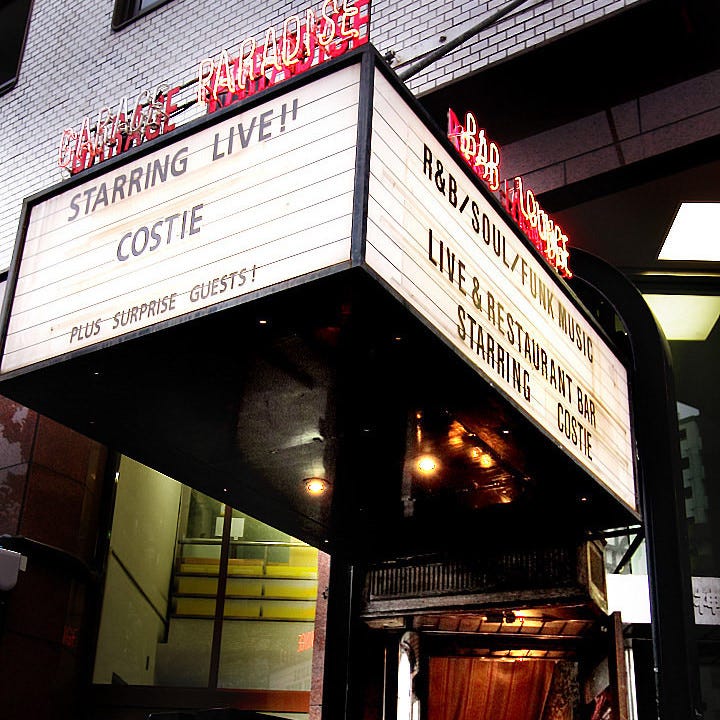 GARAGE PARADISE
STARRING LIVE!!
COSTIE
PLUS SURPRISE GUESTS!
R&B/SOUL/FUNK MUSIC
LIVE & RESTAURANT BAR
STARRING COSTIE